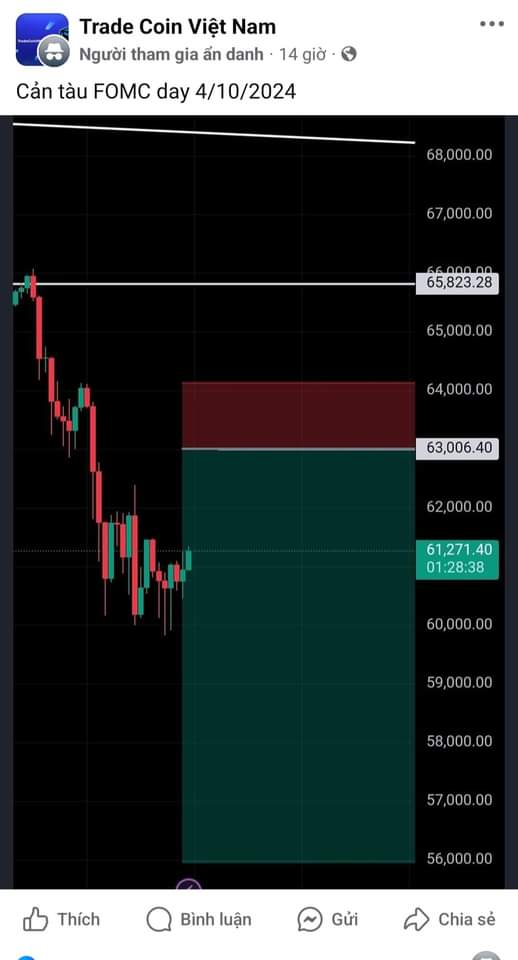 Trade Coin Việt Nam
Người tham gia ẩn danh · 14 giờ ·
Cản tàu FOMC day 4/10/2024
68,000.00
67,000.00
66,000.00
65,823.28
65,000.00
64,000.00
63,006.40
62,000.00
61,271.40
01:28:38
60,000.00
59,000.00
58,000.00
57,000.00
56,000.00
Thích
Bình luận
Gửi
Chia sẻ